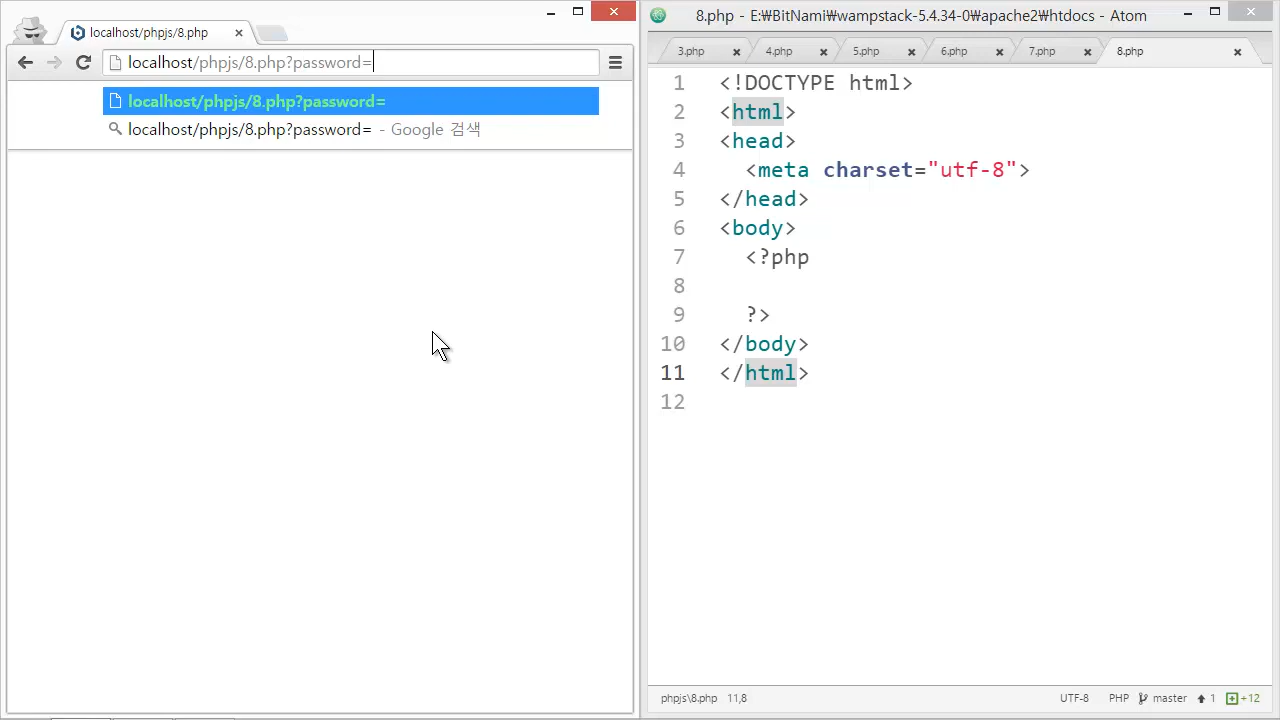 localhost/phpjs/8.php
localhost/phpjs/8.php?password=
localhost/phpjs/8.php?password=
localhost/phpjs/8.php?password= - Google 검색
8.php - E:₩BitNami₩wampstack-5.4.34-0₩apache2₩htdocs - Atom
3.php
4.php
5.php
6.php
7.php
8.php
1 <!DOCTYPE html>
2 <html>
3 <head>
4 <meta charset="utf-8">
5 </head>
6 <body>
7 <?php
8
9 ?>
10 </body>
11 </html>
12
phpjs\8.php 11,8
UTF-8 PHP master 1 +12